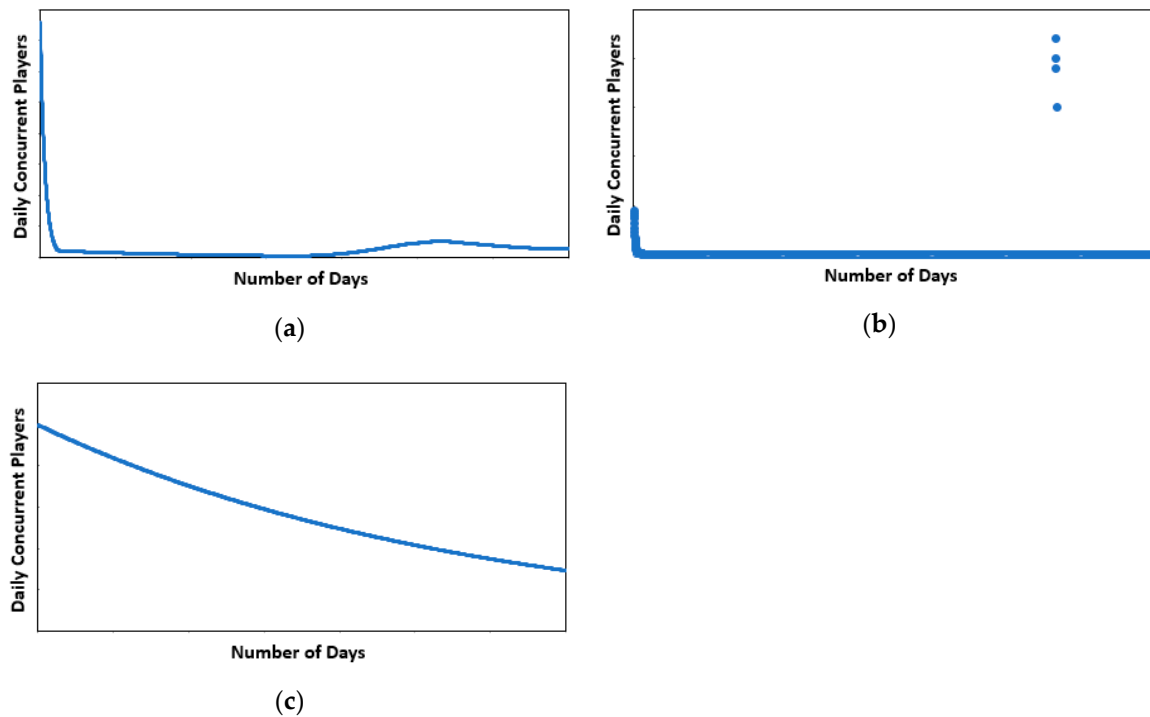 Daily Concurrent Players
Number of Days
(a)
Daily Concurrent Players
Number of Days
(b)
Daily Concurrent Players
Number of Days
(c)